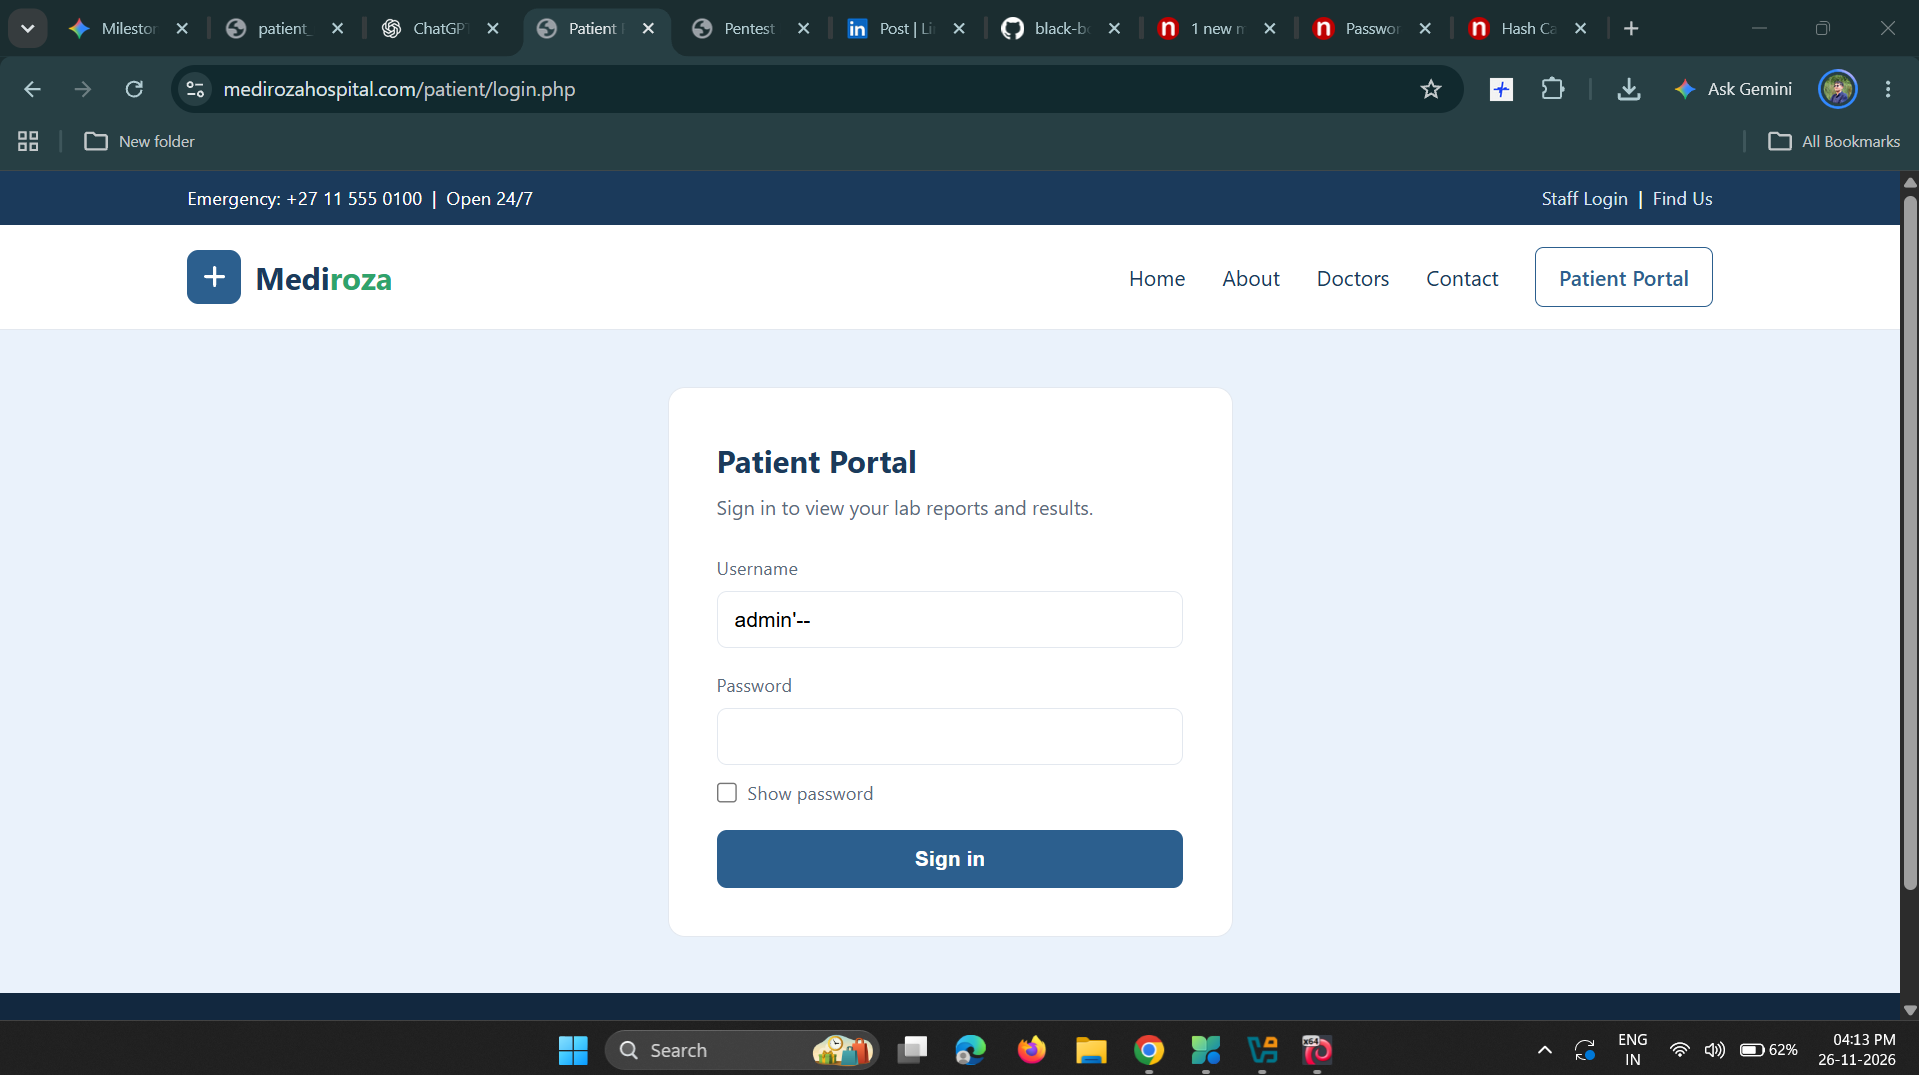 Milestor
patient_
ChatGPT
Patient
Pentest
Post | Li
black-b
1 new m
Passwor
Hash Ca
medirozahospital.com/patient/login.php
Ask Gemini
New folder
All Bookmarks
Emergency: +27 11 555 0100 | Open 24/7
Staff Login | Find Us
Mediroza
Home
About
Doctors
Contact
Patient Portal
Patient Portal
Sign in to view your lab reports and results.
Username
admin'--
Password
Show password
Sign in
Search
ENG
IN
62%
04:13 PM
26-11-2026